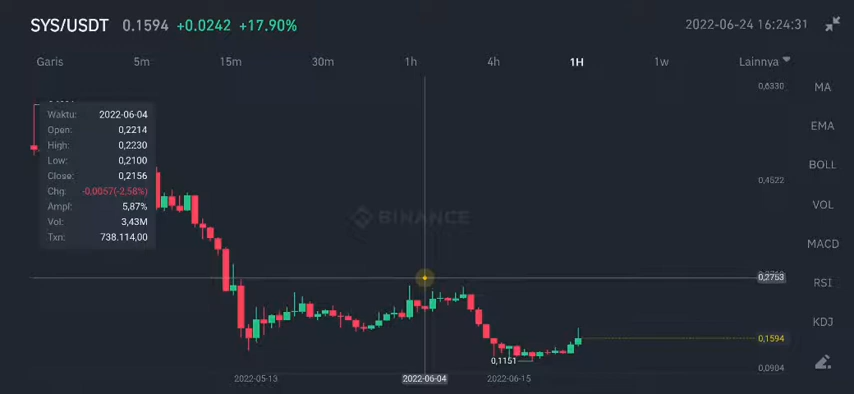 SYS/USDT 0.1594 +0.0242 +17.90% 2022-06-24 16:24:31
Garis 5m 15m 30m 1h 4h 1H 1w Lainnya
0,6330
MA
Waktu: 2022-06-04
Open: 0,2214
EMA
High: 0,2230
Low: 0,2100
BOLL
Close: 0,2156
0,4522
Chg: -0,0057(-2,58%)
Ampl: 5,87%
VOL
Vol: 3,43M
BINANCE
Txn: 738.114,00
MACD
0,2753
RSI
KDJ
0,1594
0,1151
0,0904
2022-05-13 2022-06-04 2022-06-15